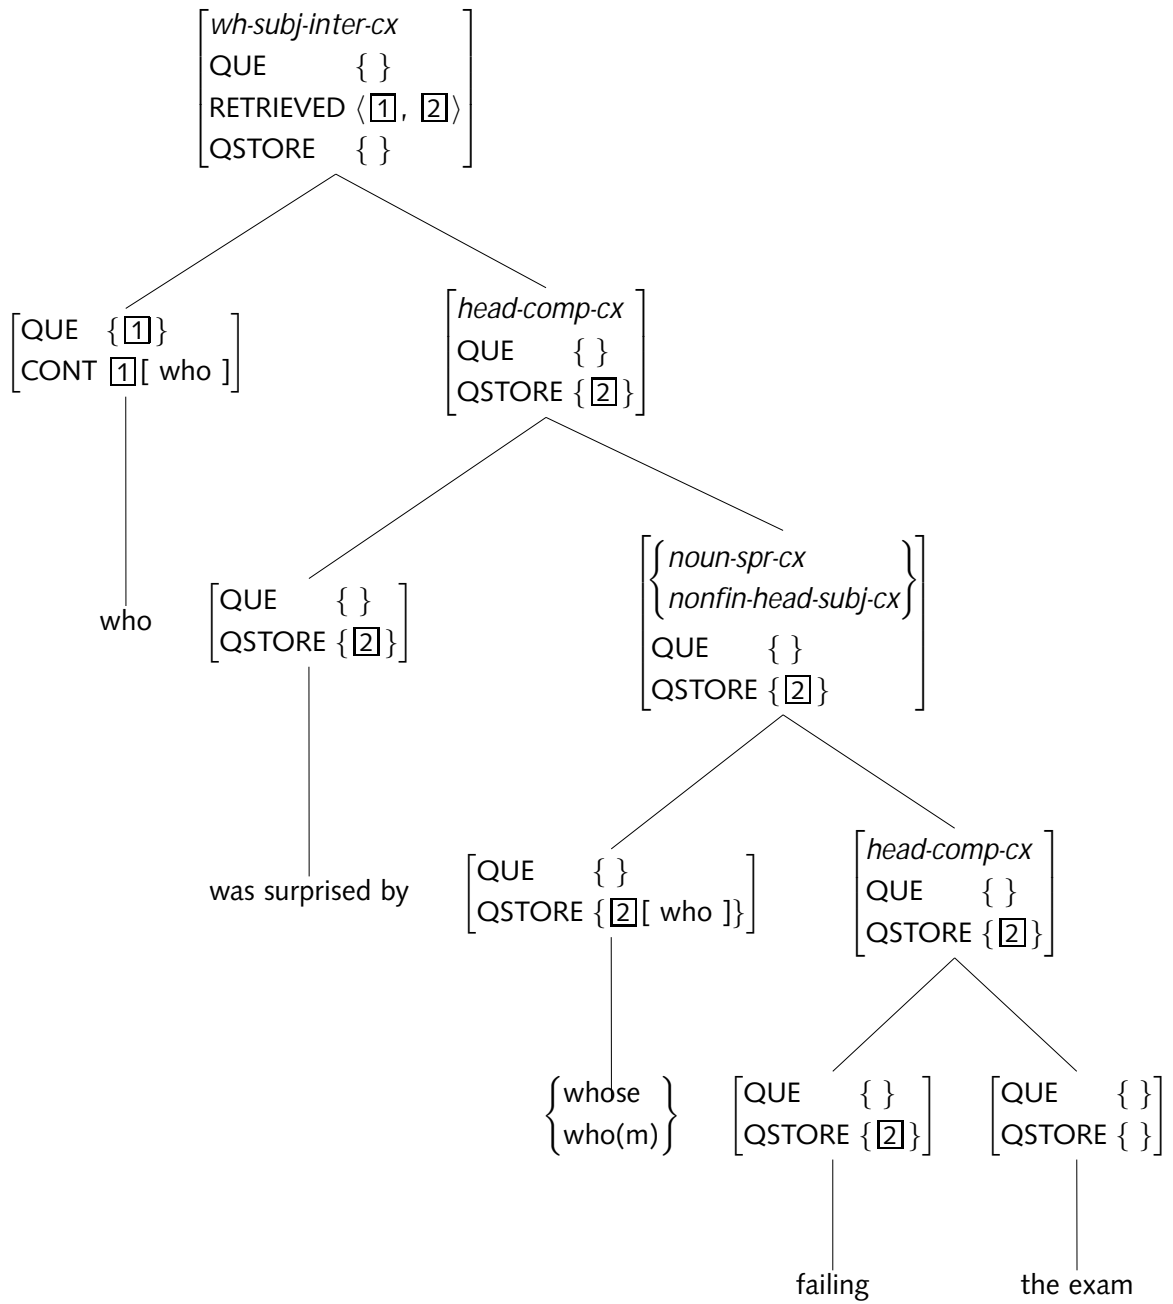 wh-subj-inter-cx
QUE { }
RETRIEVED ⟨ 1 , 2 ⟩
QSTORE { }
QUE { 1 }
CONT 1 [ who ]
head-comp-cx
QUE { }
QSTORE { 2 }
who
QUE { }
QSTORE { 2 }
noun-spr-cx
nonfin-head-subj-cx
QUE { }
QSTORE { 2 }
was surprised by
QUE { }
QSTORE { 2 [ who ]}
head-comp-cx
QUE { }
QSTORE { 2 }
whose
who(m)
QUE { }
QSTORE { 2 }
QUE { }
QSTORE { }
failing
the exam